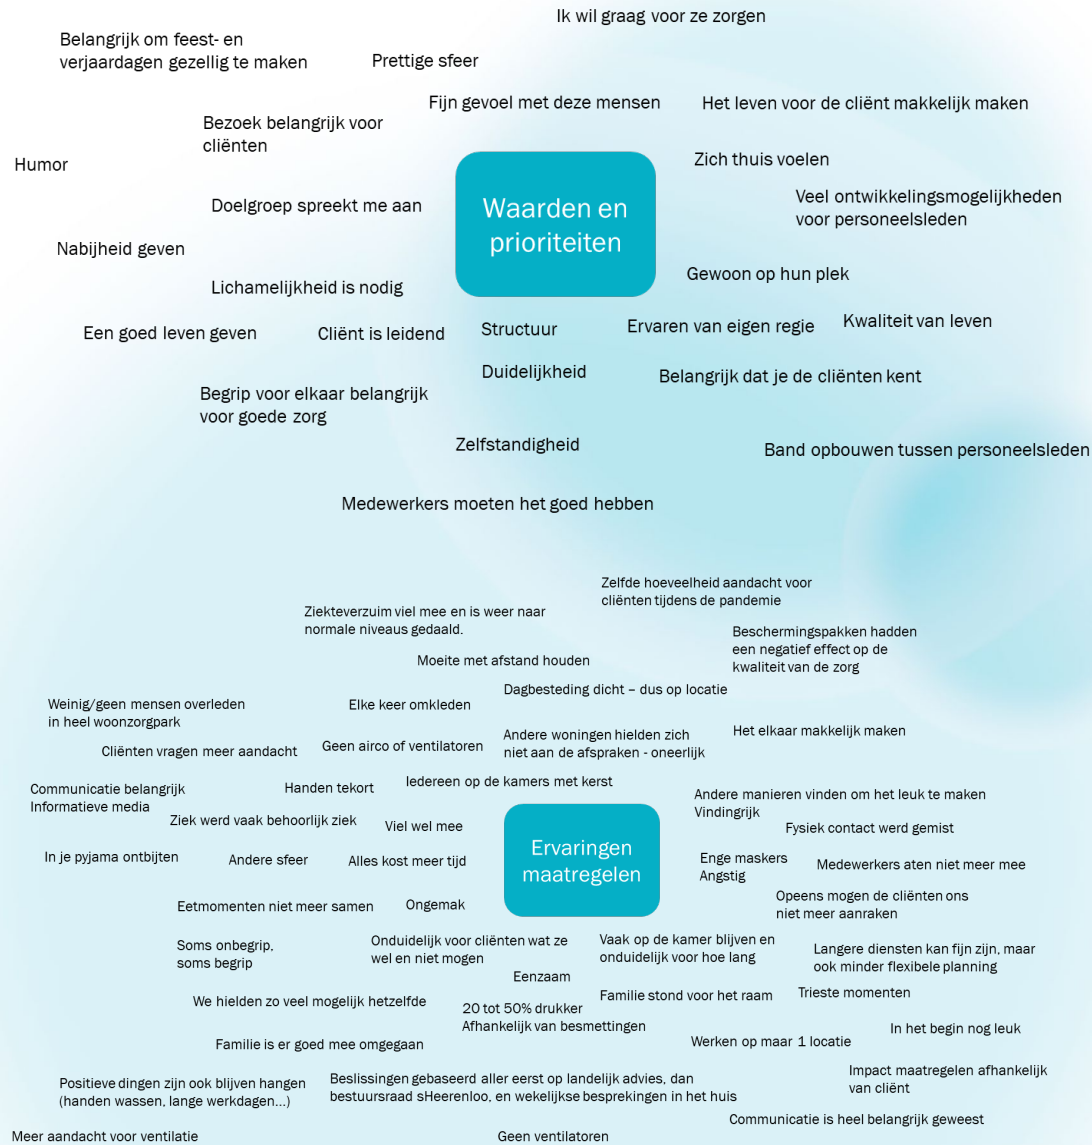 Ik wil graag voor ze zorgen
Belangrijk om feest- en
verjaardagen gezellig te maken
Prettige sfeer
Fijn gevoel met deze mensen
Het leven voor de cliënt makkelijk maken
Bezoek belangrijk voor
cliënten
Humor
Zich thuis voelen
Waarden en
prioriteiten
Veel ontwikkelingsmogelijkheden
voor personeelsleden
Doelgroep spreekt me aan
Nabijheid geven
Gewoon op hun plek
Lichamelijkheid is nodig
Een goed leven geven
Cliënt is leidend
Structuur
Ervaren van eigen regie
Kwaliteit van leven
Duidelijkheid
Belangrijk dat je de cliënten kent
Begrip voor elkaar belangrijk
voor goede zorg
Zelfstandigheid
Band opbouwen tussen personeelsleden
Medewerkers moeten het goed hebben
Zelfde hoeveelheid aandacht voor
cliënten tijdens de pandemie
Ziekteverzuim viel mee en is weer naar
normale niveaus gedaald.
Beschermingspakken hadden
een negatief effect op de
kwaliteit van de zorg
Moeite met afstand houden
Dagbesteding dicht – dus op locatie
Weinig/geen mensen overleden
in heel woonzorgpark
Elke keer omkleden
Andere woningen hielden zich
niet aan de afspraken - oneerlijk
Het elkaar makkelijk maken
Cliënten vragen meer aandacht
Geen airco of ventilatoren
Iedereen op de kamers met kerst
Communicatie belangrijk
Informatieve media
Handen tekort
Andere manieren vinden om het leuk te maken
Vindingrijk
Ziek werd vaak behoorlijk ziek
Viel wel mee
Fysiek contact werd gemist
Ervaringen
maatregelen
In je pyjama ontbijten
Andere sfeer
Alles kost meer tijd
Enge maskers
Angstig
Medewerkers aten niet meer mee
Eetmomenten niet meer samen
Ongemak
Opeens mogen de cliënten ons
niet meer aanraken
Soms onbegrip,
soms begrip
Onduidelijk voor cliënten wat ze
wel en niet mogen
Vaak op de kamer blijven en
onduidelijk voor hoe lang
Langere diensten kan fijn zijn, maar
ook minder flexibele planning
Eenzaam
We hielden zo veel mogelijk hetzelfde
Familie stond voor het raam
Trieste momenten
20 tot 50% drukker
Afhankelijk van besmettingen
In het begin nog leuk
Familie is er goed mee omgegaan
Werken op maar 1 locatie
Positieve dingen zijn ook blijven hangen
(handen wassen, lange werkdagen...)
Beslissingen gebaseerd aller eerst op landelijk advies, dan
bestuursraad sHeerenloo, en wekelijkse besprekingen in het huis
Impact maatregelen afhankelijk
van cliënt
Communicatie is heel belangrijk geweest
Meer aandacht voor ventilatie
Geen ventilatoren